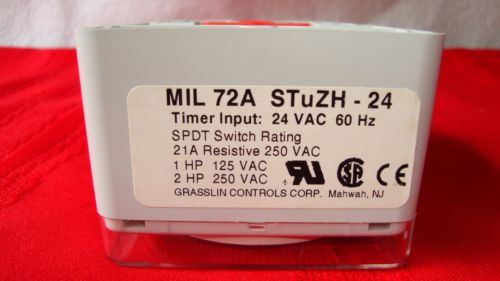 MIL 72A STuZH - 24
Timer Input: 24 VAC 60 Hz
SPDT Switch Rating
21A Resistive 250 VAC
1 HP 125 VAC
2 HP 250 VAC
GRASSLIN CONTROLS CORP. Mahwah, NJ